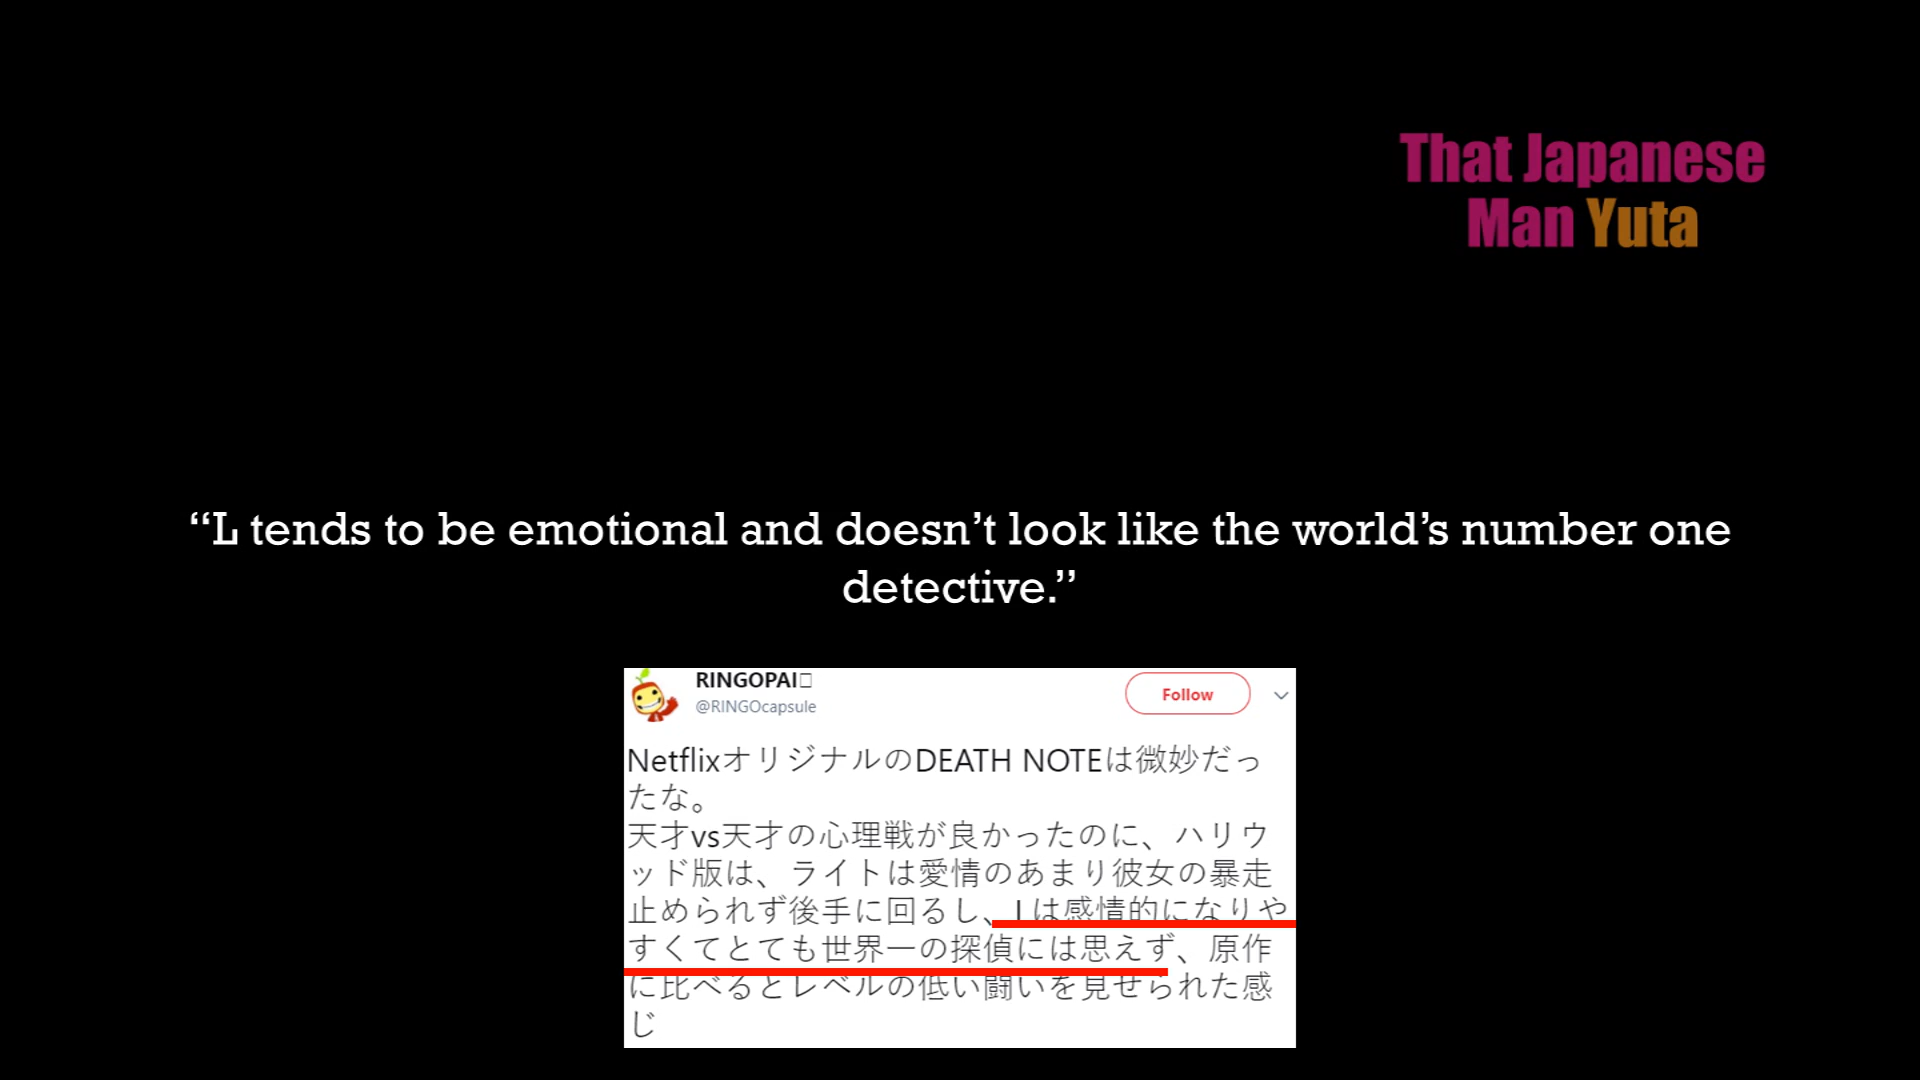 That Japanese
Man Yuta
“L tends to be emotional and doesn’t look like the world’s number one
detective.”
RINGOPAI
@RINGOcapsule
Follow
NetflixオリジナルのDEATH NOTEは微妙だっ
たな。
天才vs天才の心理戦が良かったのに、ハリウ
ッド版は、ライトは愛情のあまり彼女の暴走
止められず後手に回るし、Lは感情的になりや
すくてとても世界一の探偵には思えず、原作
に比べるとレベルの低い闘いを見せられた感
じ